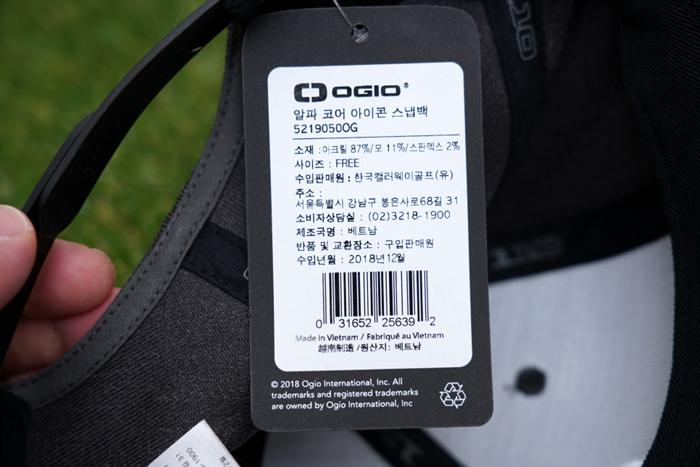 OGIO®
알파 코어 아이콘 스냅백
5219050OG
소재 : 아크릴 87%/모 11%/스판덱스 2%
사이즈 : FREE
수입판매원 : 한국캘러웨이골프(유)
주소 :
서울특별시 강남구 봉은사로68길 31
소비자상담실 : (02)3218-1900
제조국명 : 베트남
반품 및 교환장소 : 구입판매원
수입년월 : 2018년12월
0 31652 25639 2
Made in Vietnam / Fabriqué au Vietnam
越南制造 /원산지: 베트남
© 2018 Ogio International, Inc. All
trademarks and registered trademarks
are owned by Ogio International, Inc